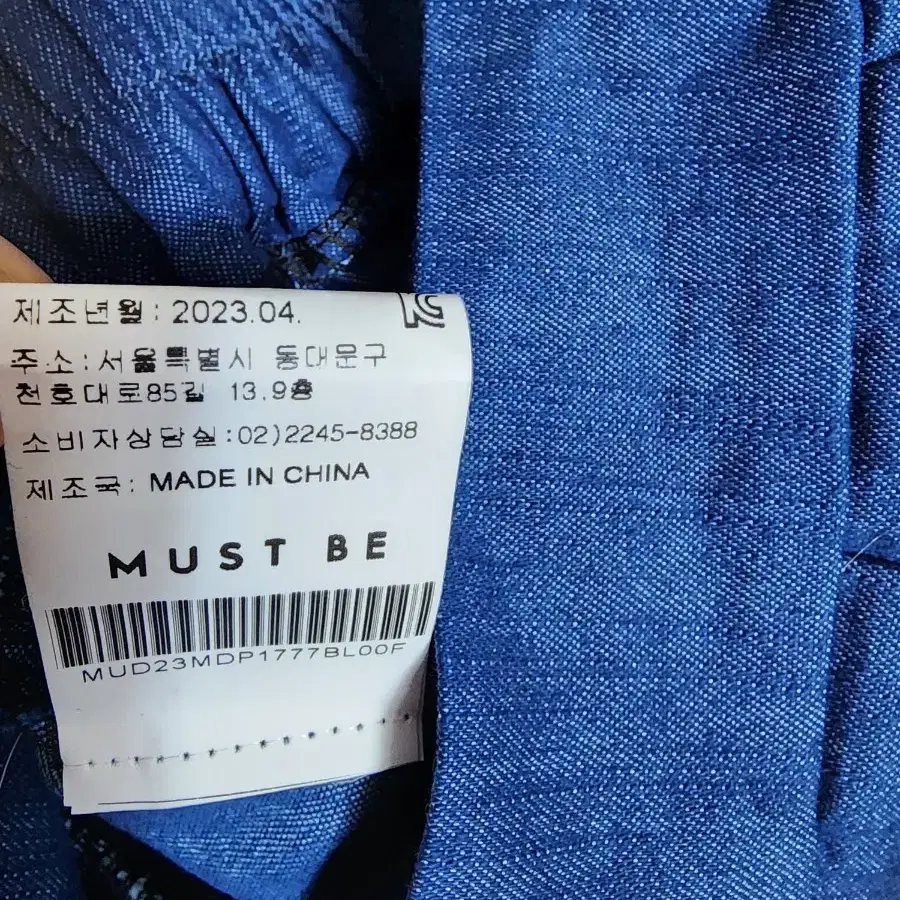 제조년월: 2023.04.
주소:서울특별시 동대문구
천호대로85길 13,9층
소비자상담실:02)2245-8388
제조국: MADE IN CHINA
MUST BE
MUD23MDP1777BL00F